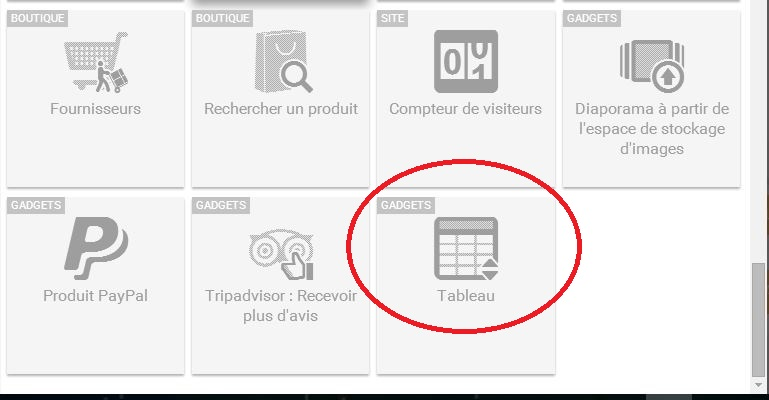 BOUTIQUE
Fournisseurs
BOUTIQUE
Rechercher un produit
SITE
Compteur de visiteurs
GADGETS
Diaporama à partir de
l'espace de stockage
d'images
GADGETS
Produit PayPal
GADGETS
Tripadvisor : Recevoir
plus d'avis
GADGETS
Tableau